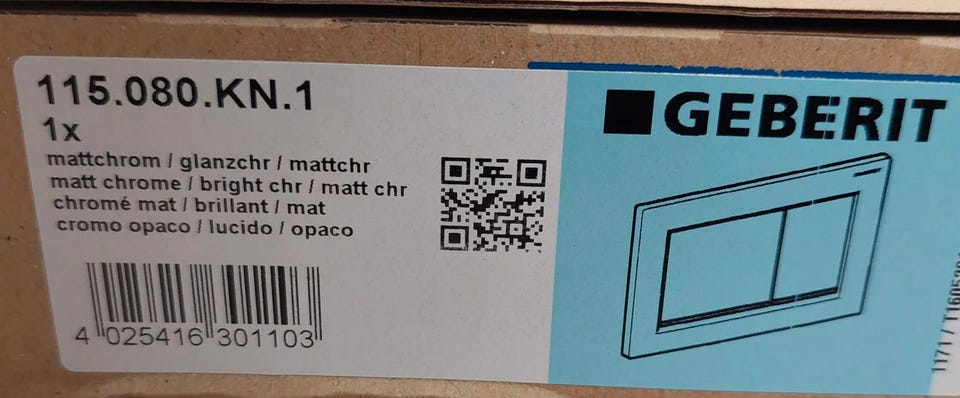 115.080.KN.1
1x
mattchrom / glanzchr / mattchr
matt chrome / bright chr / matt chr
chromé mat / brillant / mat
cromo opaco / lucido / opaco
4 025416 301103
GEBERIT
1171 /